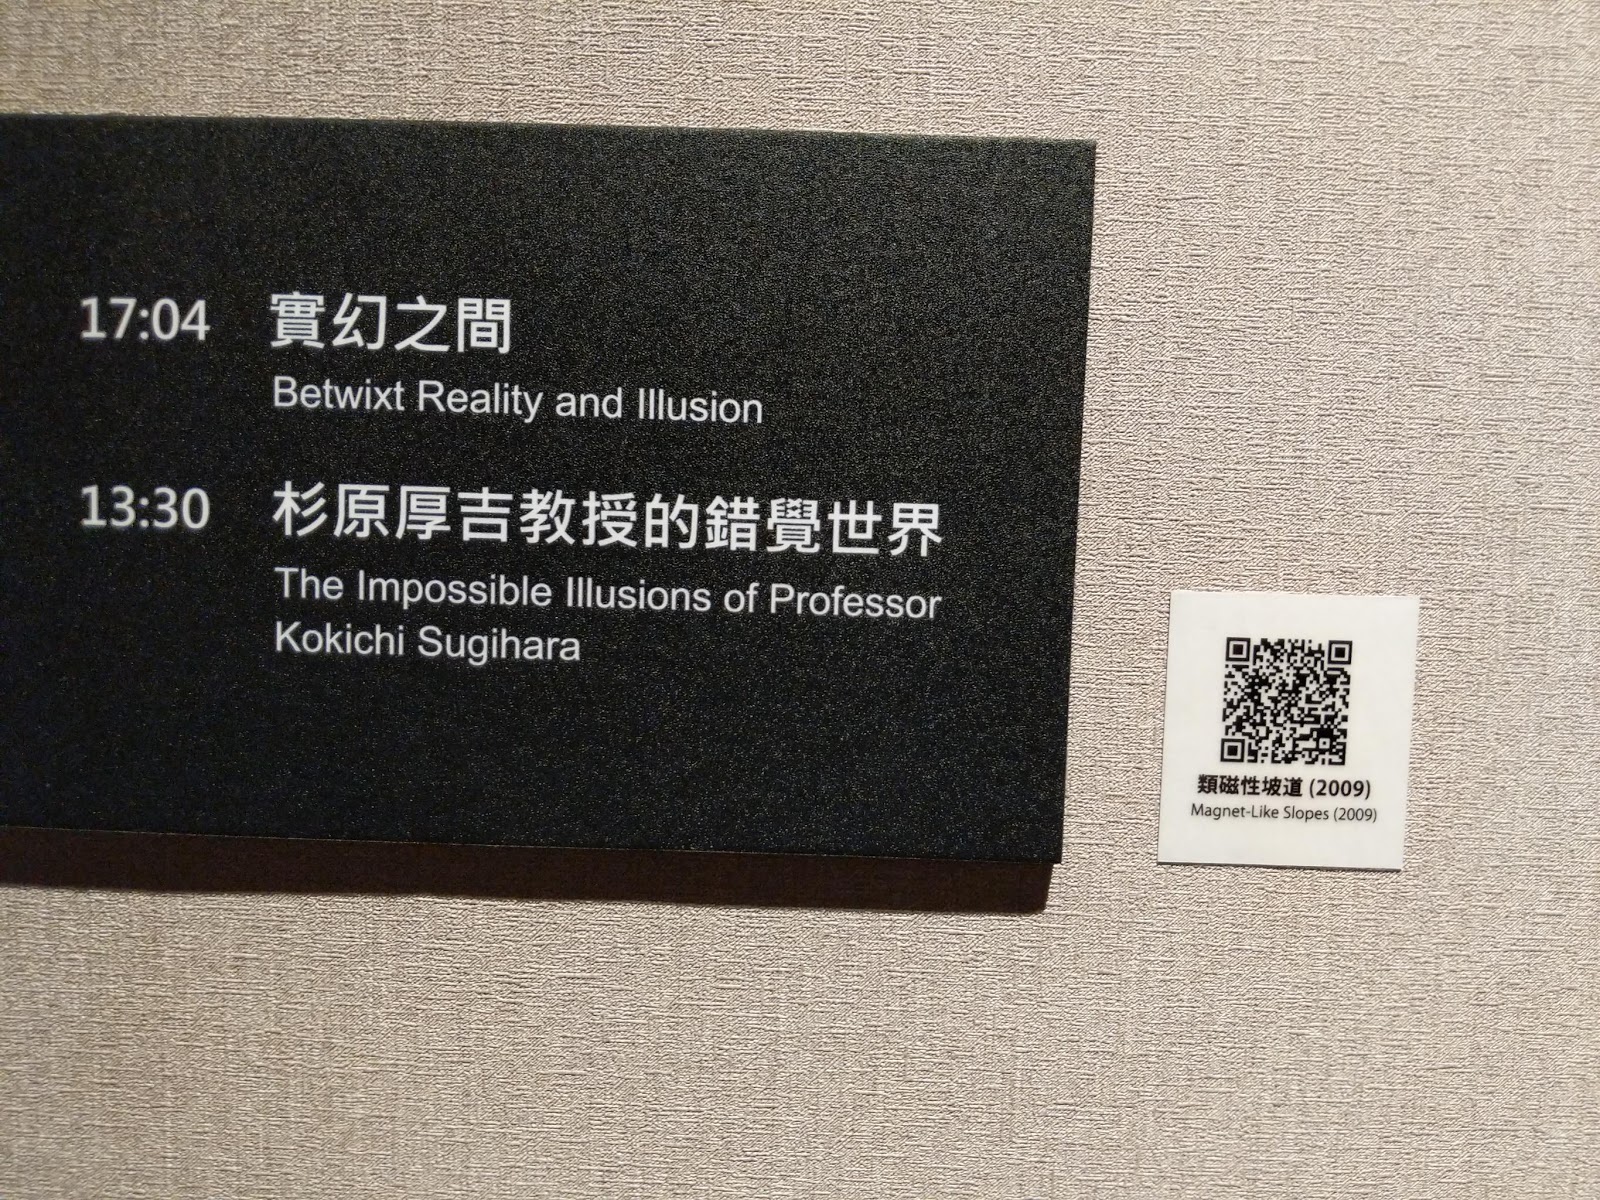 17:04 實幻之間
Betwixt Reality and Illusion
13:30 杉原厚吉教授的錯覺世界
The Impossible Illusions of Professor
Kokichi Sugihara
類磁性坡道 (2009)
Magnet-Like Slopes (2009)